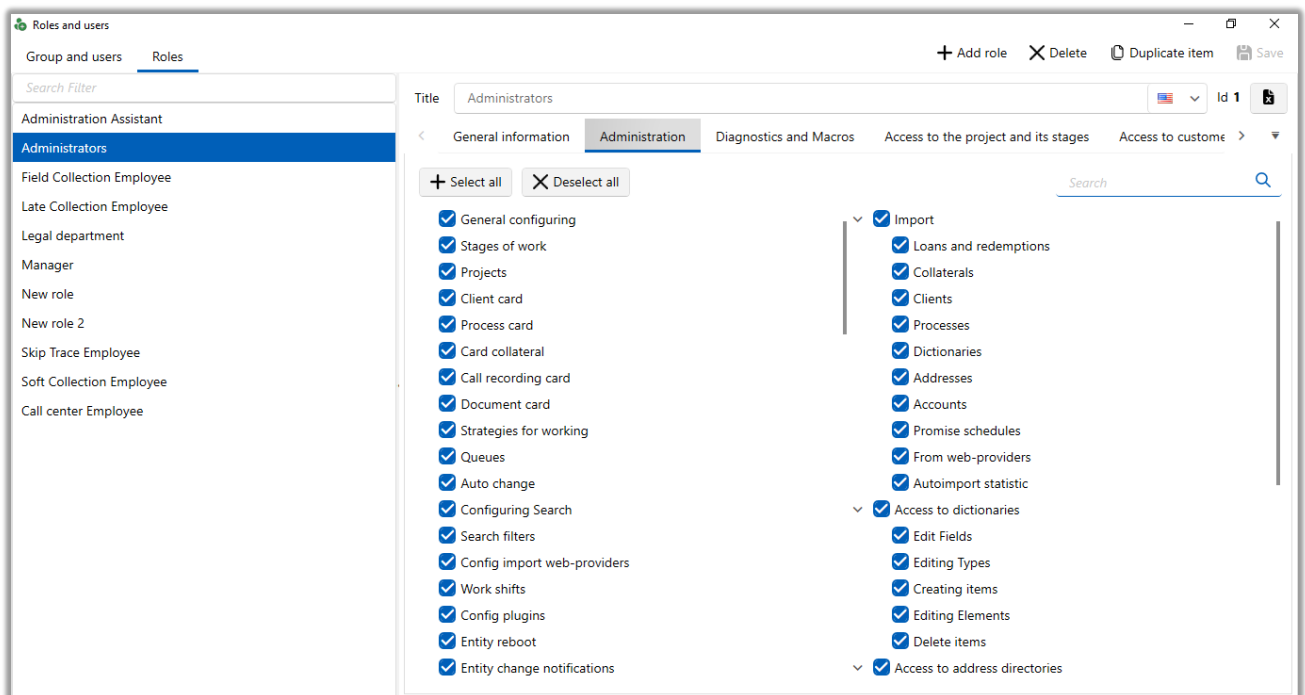 Roles and users
Group and users Roles
Add role Delete Duplicate item Save
Search Filter
Administration Assistant
Administrators
Field Collection Employee
Late Collection Employee
Legal department
Manager
New role
New role 2
Skip Trace Employee
Soft Collection Employee
Call center Employee
Title Administrators Id 1
General information Administration Diagnostics and Macros Access to the project and its stages Access to custome
Select all Deselect all Search
General configuring
Stages of work
Projects
Client card
Process card
Card collateral
Call recording card
Document card
Strategies for working
Queues
Auto change
Configuring Search
Search filters
Config import web-providers
Work shifts
Config plugins
Entity reboot
Entity change notifications
Import
Loans and redemptions
Collaterals
Clients
Processes
Dictionaries
Addresses
Accounts
Promise schedules
From web-providers
Autoimport statistic
Access to dictionaries
Edit Fields
Editing Types
Creating items
Editing Elements
Delete items
Access to address directories